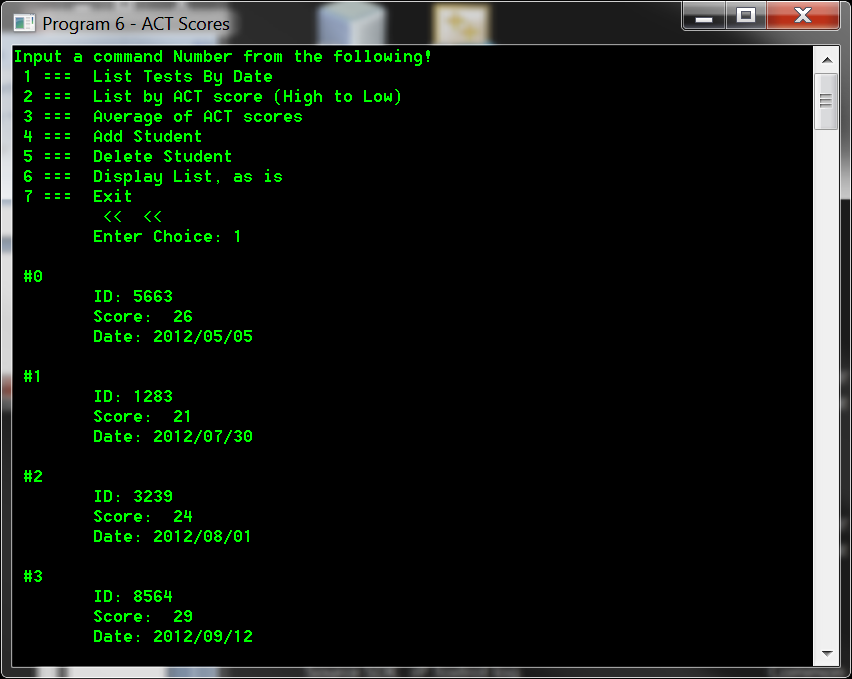 Program 6 - ACT Scores
Input a command Number from the following!
1 === List Tests By Date
2 === List by ACT score (High to Low)
3 === Average of ACT scores
4 === Add Student
5 === Delete Student
6 === Display List, as is
7 === Exit
<< <<
Enter Choice: 1
#0
ID: 5663
Score: 26
Date: 2012/05/05
#1
ID: 1283
Score: 21
Date: 2012/07/30
#2
ID: 3239
Score: 24
Date: 2012/08/01
#3
ID: 8564
Score: 29
Date: 2012/09/12